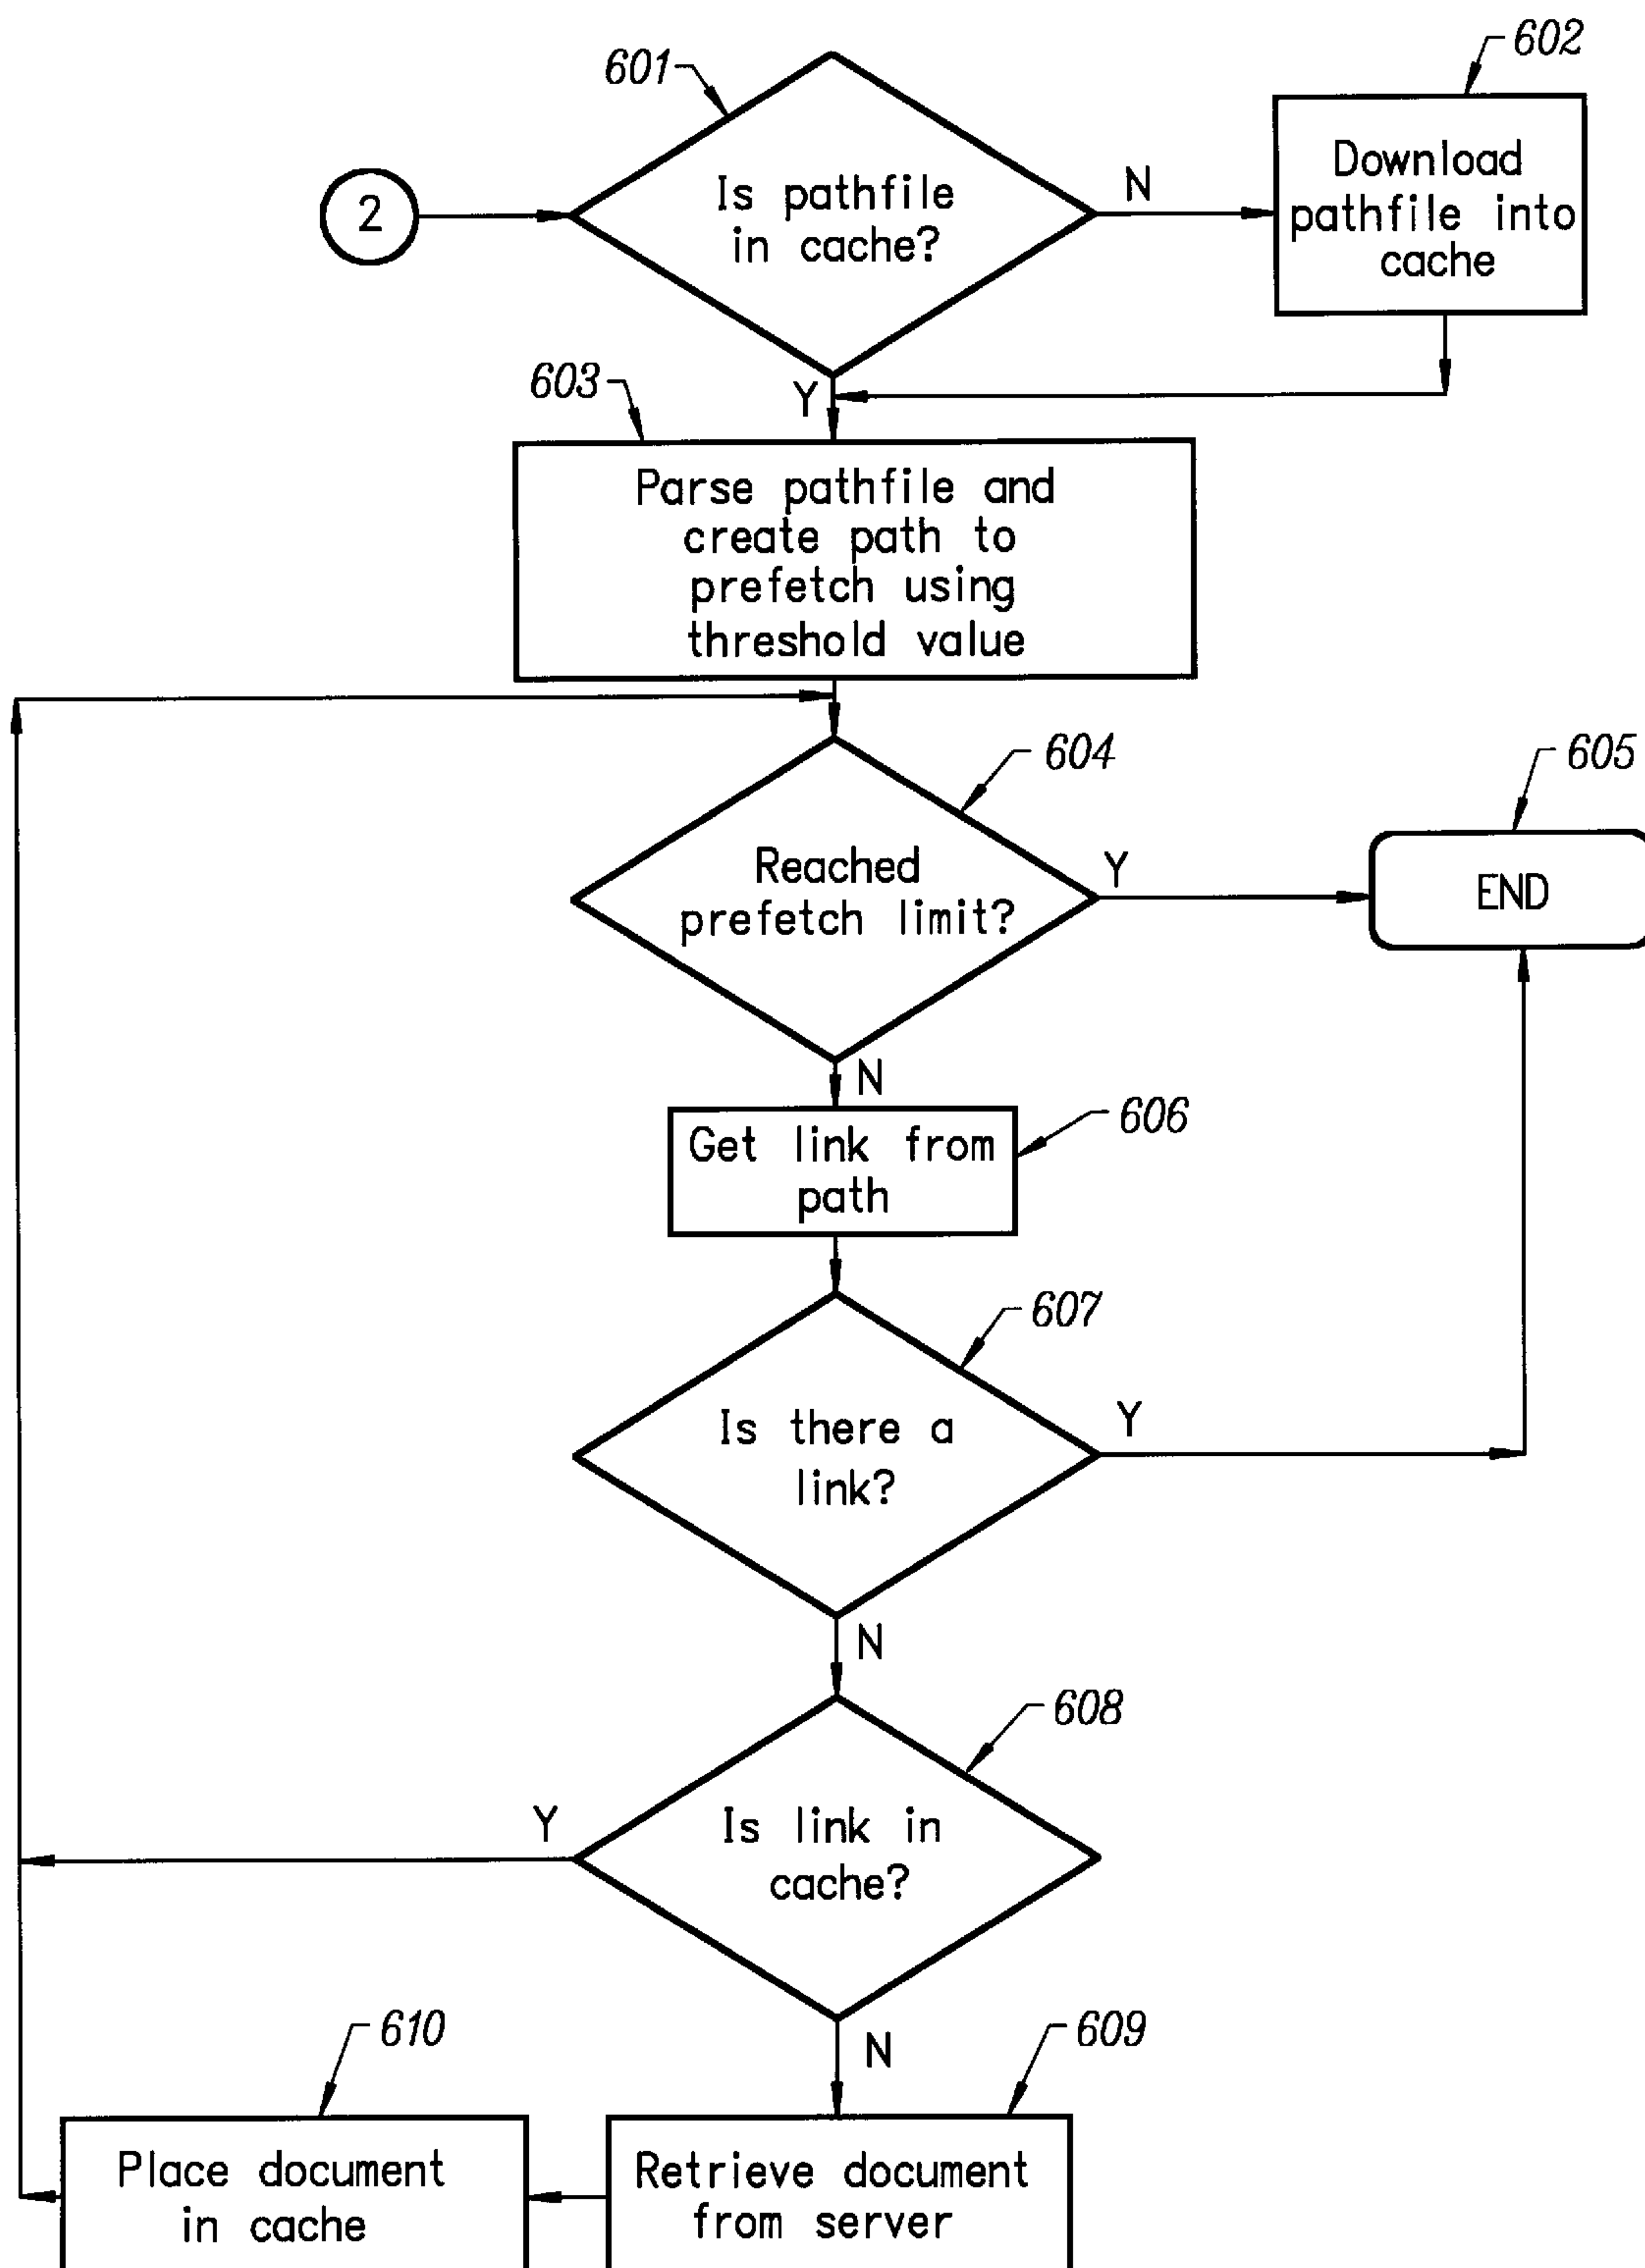 601
602
2
Is pathfile
in cache?
N
Download
pathfile into
cache
603
Y
Parse pathfile and
create path to
prefetch using
threshold value
604
605
Reached
prefetch limit?
Y
END
N
606
Get link from
path
607
Is there a
link?
Y
N
608
Y
Is link in
cache?
610
N
609
Place document
in cache
Retrieve document
from server